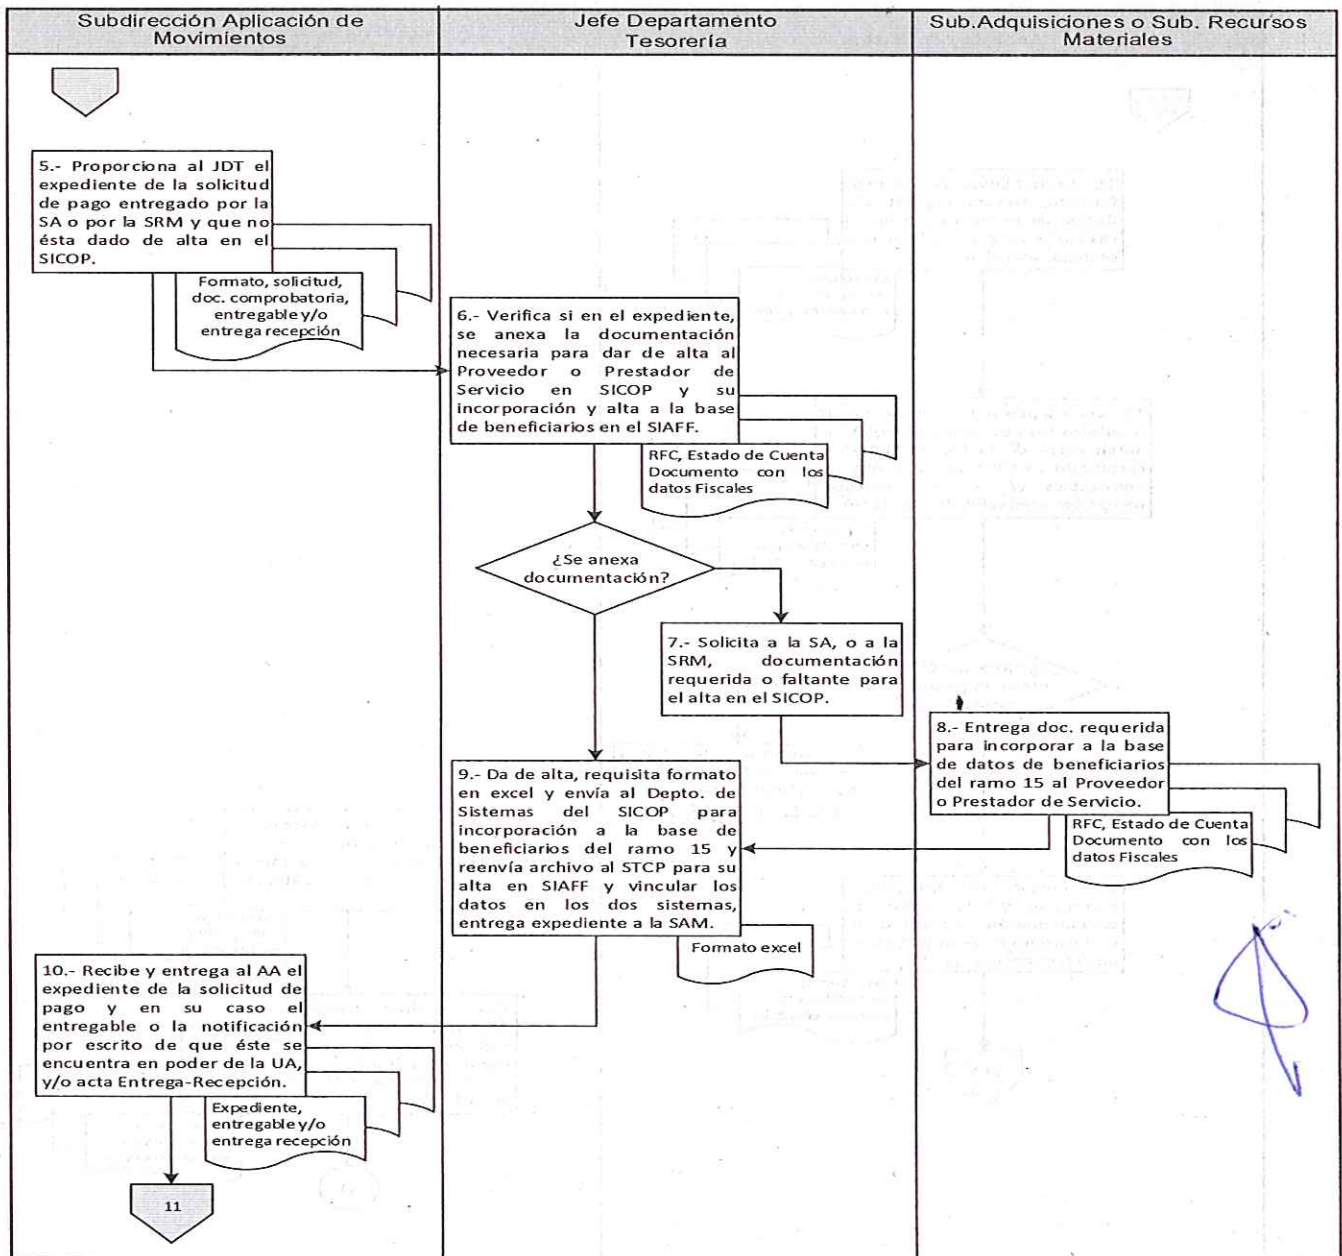 Subdirección Aplicación de
Movimientos
Jefe Departamento
Tesorería
Sub.Adquisiciones o Sub. Recursos
Materiales
5.- Proporciona al JDT el
expediente de la solicitud
de pago entregado por la
SA o por la SRM y que no
ésta dado de alta en el
SICOP.
Formato, solicitud,
doc. comprobatoria,
entregable y/o
entrega recepción
6.- Verifica si en el expediente,
se anexa la documentación
necesaria para dar de alta al
Proveedor o Prestador de
Servicio en SICOP y su
incorporación y alta a la base
de beneficiarios en el SIAFF.
RFC, Estado de Cuenta
Documento con los
datos Fiscales
¿Se anexa
documentación?
7.- Solicita a la SA, o a la
SRM, documentación
requerida o faltante para
el alta en el SICOP.
8.- Entrega doc. requerida
para incorporar a la base
de datos de beneficiarios
del ramo 15 al Proveedor
o Prestador de Servicio.
RFC, Estado de Cuenta
Documento con los
datos Fiscales
9.- Da de alta, requisita formato
en excel y envía al Depto. de
Sistemas del SICOP para
incorporación a la base de
beneficiarios del ramo 15 y
reenvía archivo al STCP para su
alta en SIAFF y vincular los
datos en los dos sistemas,
entrega expediente a la SAM.
Formato excel
10.- Recibe y entrega al AA el
expediente de la solicitud de
pago y en su caso el
entregable o la notificación
por escrito de que éste se
encuentra en poder de la UA,
y/o acta Entrega-Recepción.
Expediente,
entregable y/o
entrega recepción
11